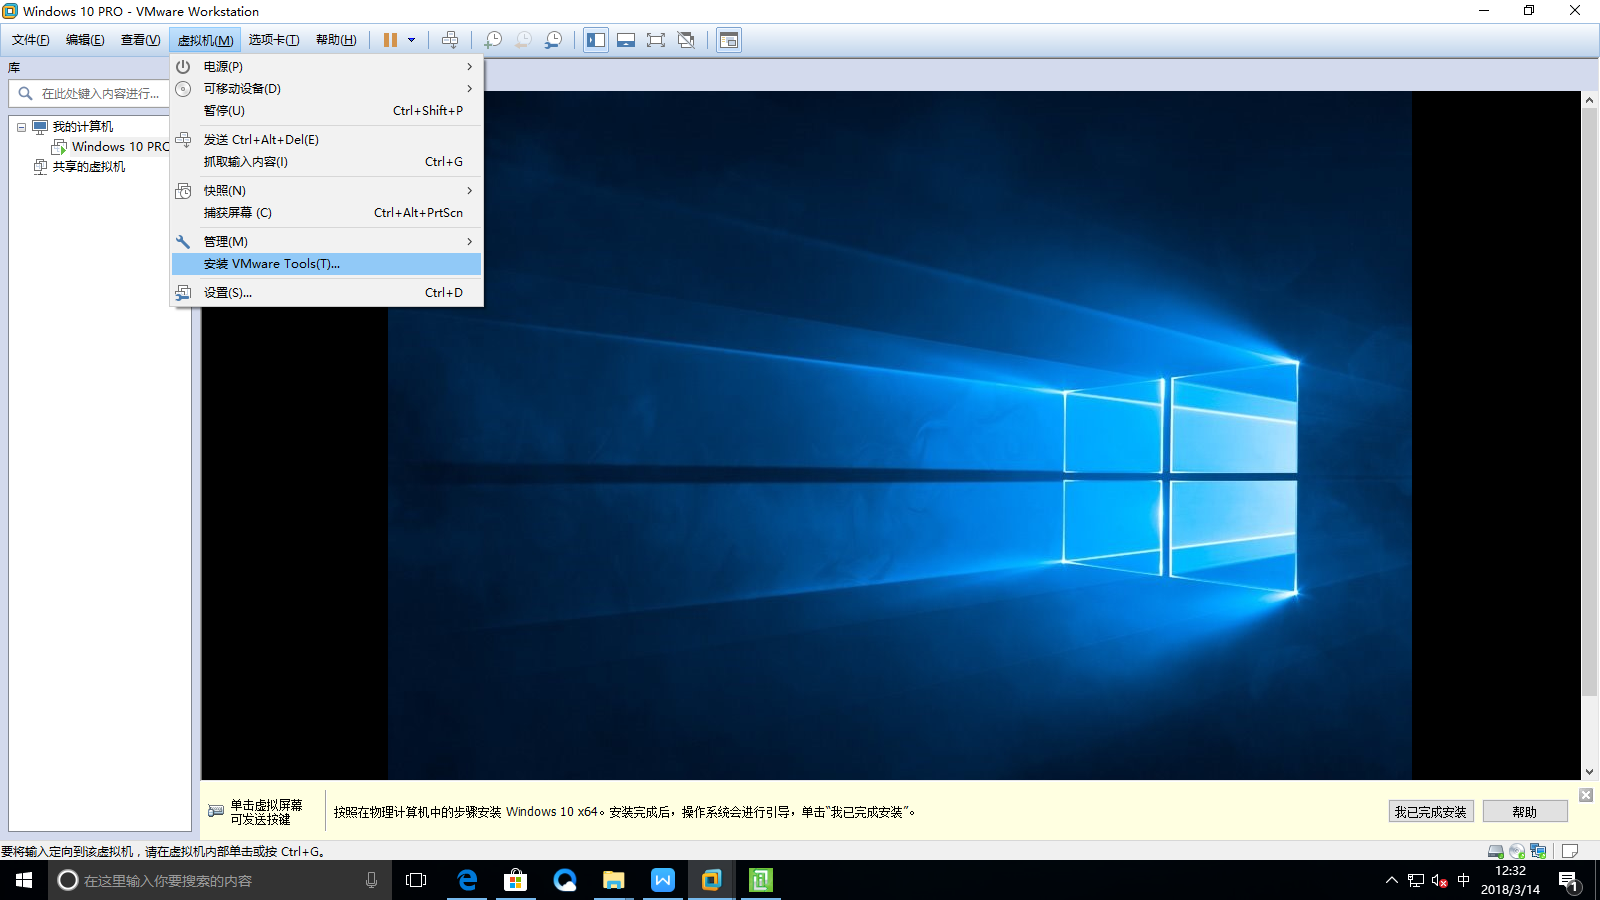 Windows 10 PRO - VMware Workstation
文件(F) 编辑(E) 查看(V) 虚拟机(M) 选项卡(T) 帮助(H)
库
在此处键入内容进行...
我的计算机
Windows 10 PRO
共享的虚拟机
电源(P)
可移动设备(D)
暂停(U) Ctrl+Shift+P
发送 Ctrl+Alt+Del(E)
抓取输入内容(I) Ctrl+G
快照(N)
捕获屏幕 (C) Ctrl+Alt+PrtScn
管理(M)
安装 VMware Tools(T)...
设置(S)... Ctrl+D
单击虚拟屏幕
可发送按键
按照在物理计算机中的步骤安装 Windows 10 x64。安装完成后，操作系统会进行引导，单击“我已完成安装”。
我已完成安装 帮助
要将输入定向到该虚拟机，请在虚拟机内部单击或按 Ctrl+G。
在这里输入你要搜索的内容
中
12:32
2018/3/14
1